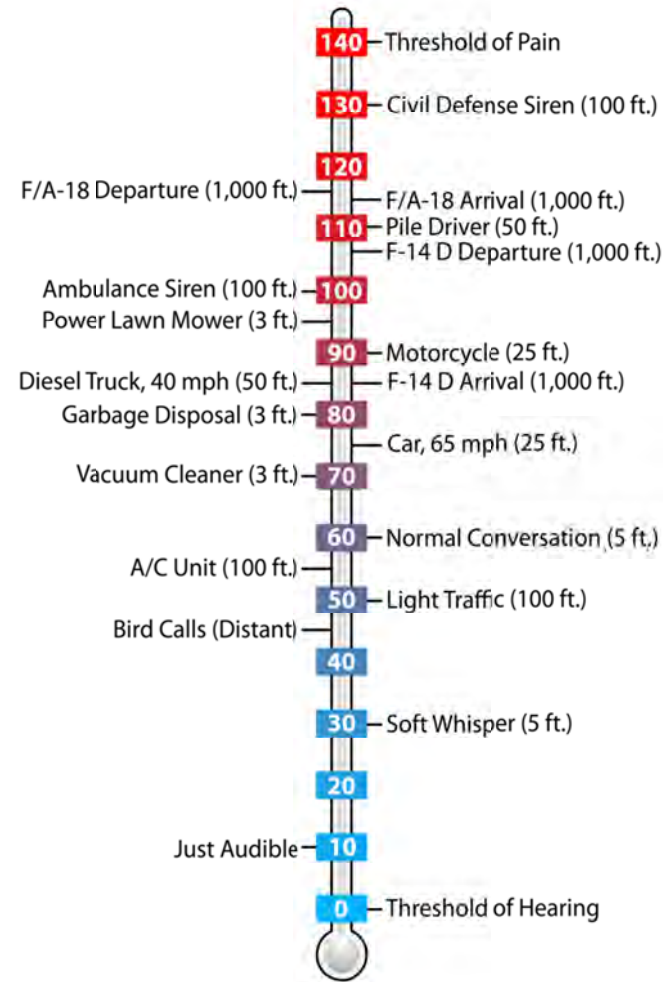 140 Threshold of Pain
130 Civil Defense Siren (100 ft.)
120
F/A-18 Departure (1,000 ft.)
F/A-18 Arrival (1,000 ft.)
110 Pile Driver (50 ft.)
F-14 D Departure (1,000 ft.)
Ambulance Siren (100 ft.) 100
Power Lawn Mower (3 ft.)
90 Motorcycle (25 ft.)
Diesel Truck, 40 mph (50 ft.) F-14 D Arrival (1,000 ft.)
Garbage Disposal (3 ft.) 80
Car, 65 mph (25 ft.)
Vacuum Cleaner (3 ft.) 70
60 Normal Conversation (5 ft.)
A/C Unit (100 ft.)
50 Light Traffic (100 ft.)
Bird Calls (Distant)
40
30 Soft Whisper (5 ft.)
20
Just Audible 10
0 Threshold of Hearing